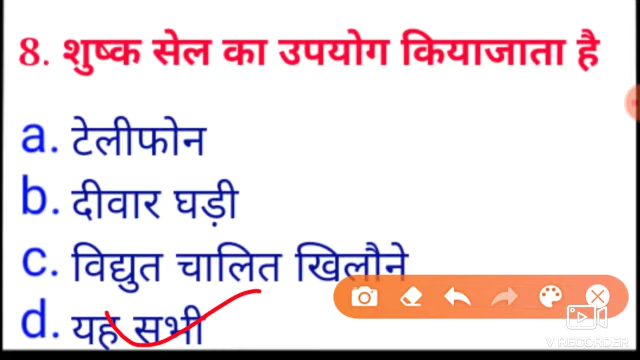 8. शुष्क सेल का उपयोग कियाजाता है
a. टेलीफोन
b. दीवार घड़ी
c. विद्युत चालित खिलौने
d. यह सभी
V RECORDER